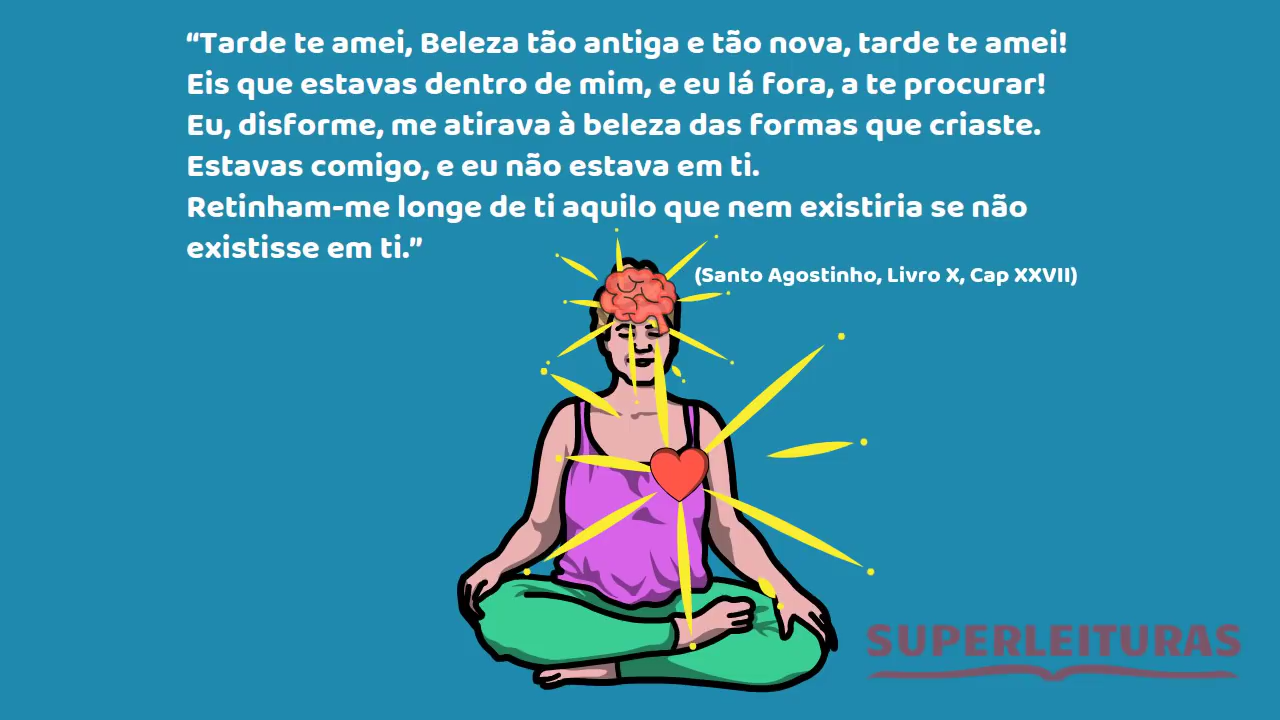 “Tarde te amei, Beleza tão antiga e tão nova, tarde te amei!
Eis que estavas dentro de mim, e eu lá fora, a te procurar!
Eu, disforme, me atirava à beleza das formas que criaste.
Estavas comigo, e eu não estava em ti.
Retinham-me longe de ti aquilo que nem existiria se não
existisse em ti.”
(Santo Agostinho, Livro X, Cap XXVII)
SUPERLEITURAS